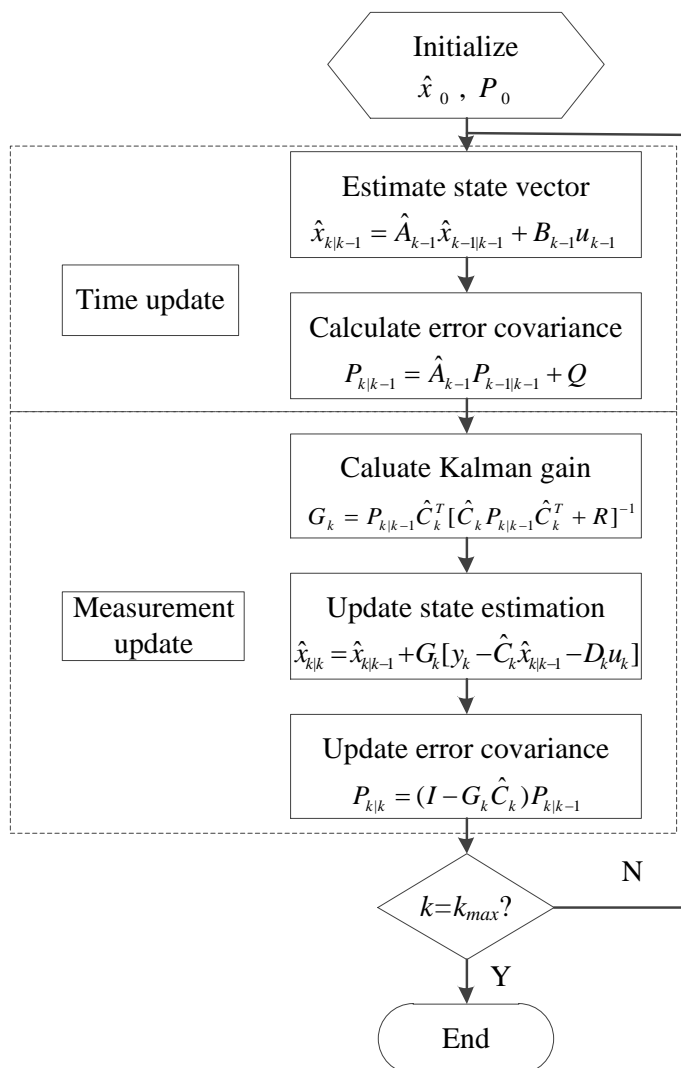 Initialize
x̂ 0 , P 0
Estimate state vector
x̂k|k−1 = Âk−1x̂k−1|k−1 + Bk−1uk−1
Time update
Calculate error covariance
Pk|k−1 = Âk−1Pk−1|k−1 + Q
Caluate Kalman gain
Gk = Pk|k−1ĈkT[ĈkPk|k−1ĈkT + R]−1
Measurement
update
Update state estimation
x̂k|k = x̂k|k−1 + Gk[yk − Ĉkx̂k|k−1 − Dkuk]
Update error covariance
Pk|k = (I − GkĈk)Pk|k−1
k=kmax?
N
Y
End